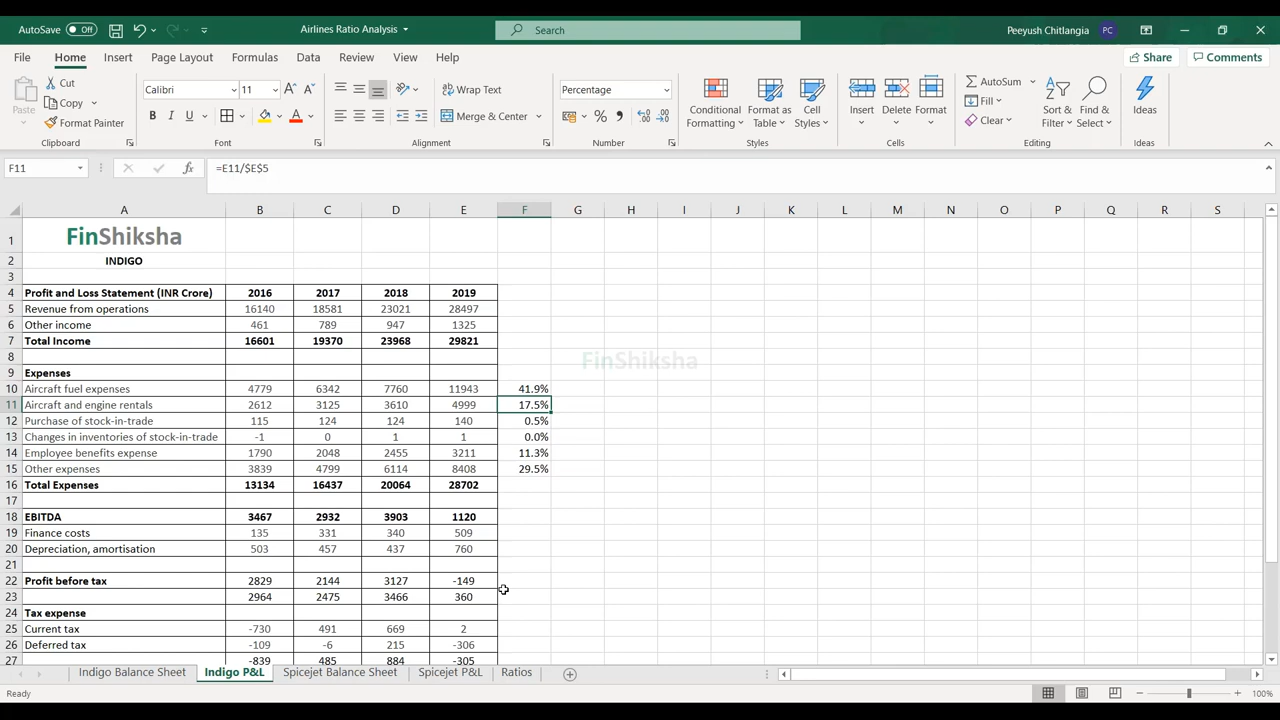 AutoSave Off Airlines Ratio Analysis Search Peeyush Chitlangia PC
File Home Insert Page Layout Formulas Data Review View Help Share Comments
Paste Cut Copy Format Painter Calibri 11 Wrap Text Merge & Center Percentage Conditional Formatting Format as Table Cell Styles Insert Delete Format AutoSum Fill Clear Sort & Filter Find & Select Ideas
Clipboard Font Alignment Number Styles Cells Editing Ideas
F11 fx =E11/$E$5
A B C D E F G H I J K L M N O P Q R S
1 FinShiksha
2 INDIGO
3
4 Profit and Loss Statement (INR Crore) 2016 2017 2018 2019
5 Revenue from operations 16140 18581 23021 28497
6 Other income 461 789 947 1325
7 Total Income 16601 19370 23968 29821
8 FinShiksha
9 Expenses
10 Aircraft fuel expenses 4779 6342 7760 11943 41.9%
11 Aircraft and engine rentals 2612 3125 3610 4999 17.5%
12 Purchase of stock-in-trade 115 124 124 140 0.5%
13 Changes in inventories of stock-in-trade -1 0 1 1 0.0%
14 Employee benefits expense 1790 2048 2455 3211 11.3%
15 Other expenses 3839 4799 6114 8408 29.5%
16 Total Expenses 13134 16437 20064 28702
17
18 EBITDA 3467 2932 3903 1120
19 Finance costs 135 331 340 509
20 Depreciation, amortisation 503 457 437 760
21
22 Profit before tax 2829 2144 3127 -149
23 2964 2475 3466 360
24 Tax expense
25 Current tax -730 491 669 2
26 Deferred tax -109 -6 215 -306
27 -839 485 884 -305
Indigo Balance Sheet Indigo P&L Spicejet Balance Sheet Spicejet P&L Ratios
Ready 100%